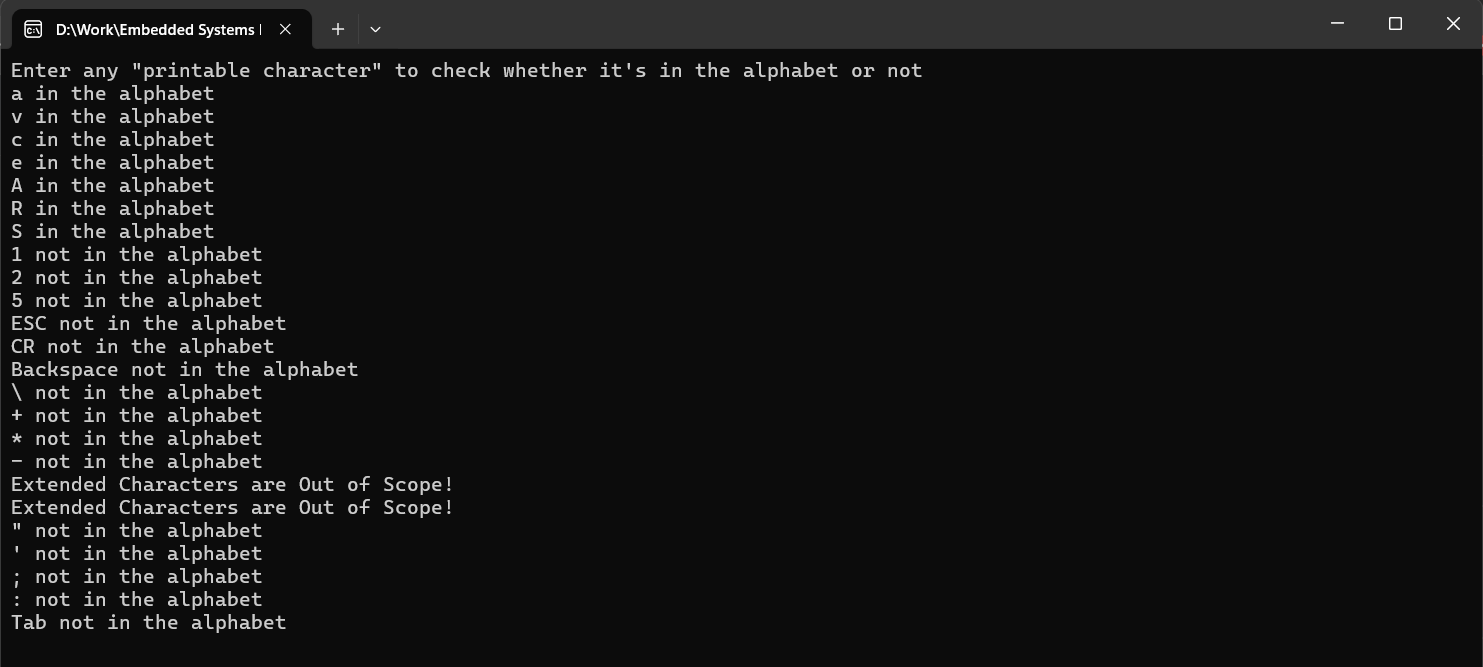 D:\Work\Embedded Systems
Enter any "printable character" to check whether it's in the alphabet or not
a in the alphabet
v in the alphabet
c in the alphabet
e in the alphabet
A in the alphabet
R in the alphabet
S in the alphabet
1 not in the alphabet
2 not in the alphabet
5 not in the alphabet
ESC not in the alphabet
CR not in the alphabet
Backspace not in the alphabet
\ not in the alphabet
+ not in the alphabet
* not in the alphabet
- not in the alphabet
Extended Characters are Out of Scope!
Extended Characters are Out of Scope!
" not in the alphabet
' not in the alphabet
; not in the alphabet
: not in the alphabet
Tab not in the alphabet